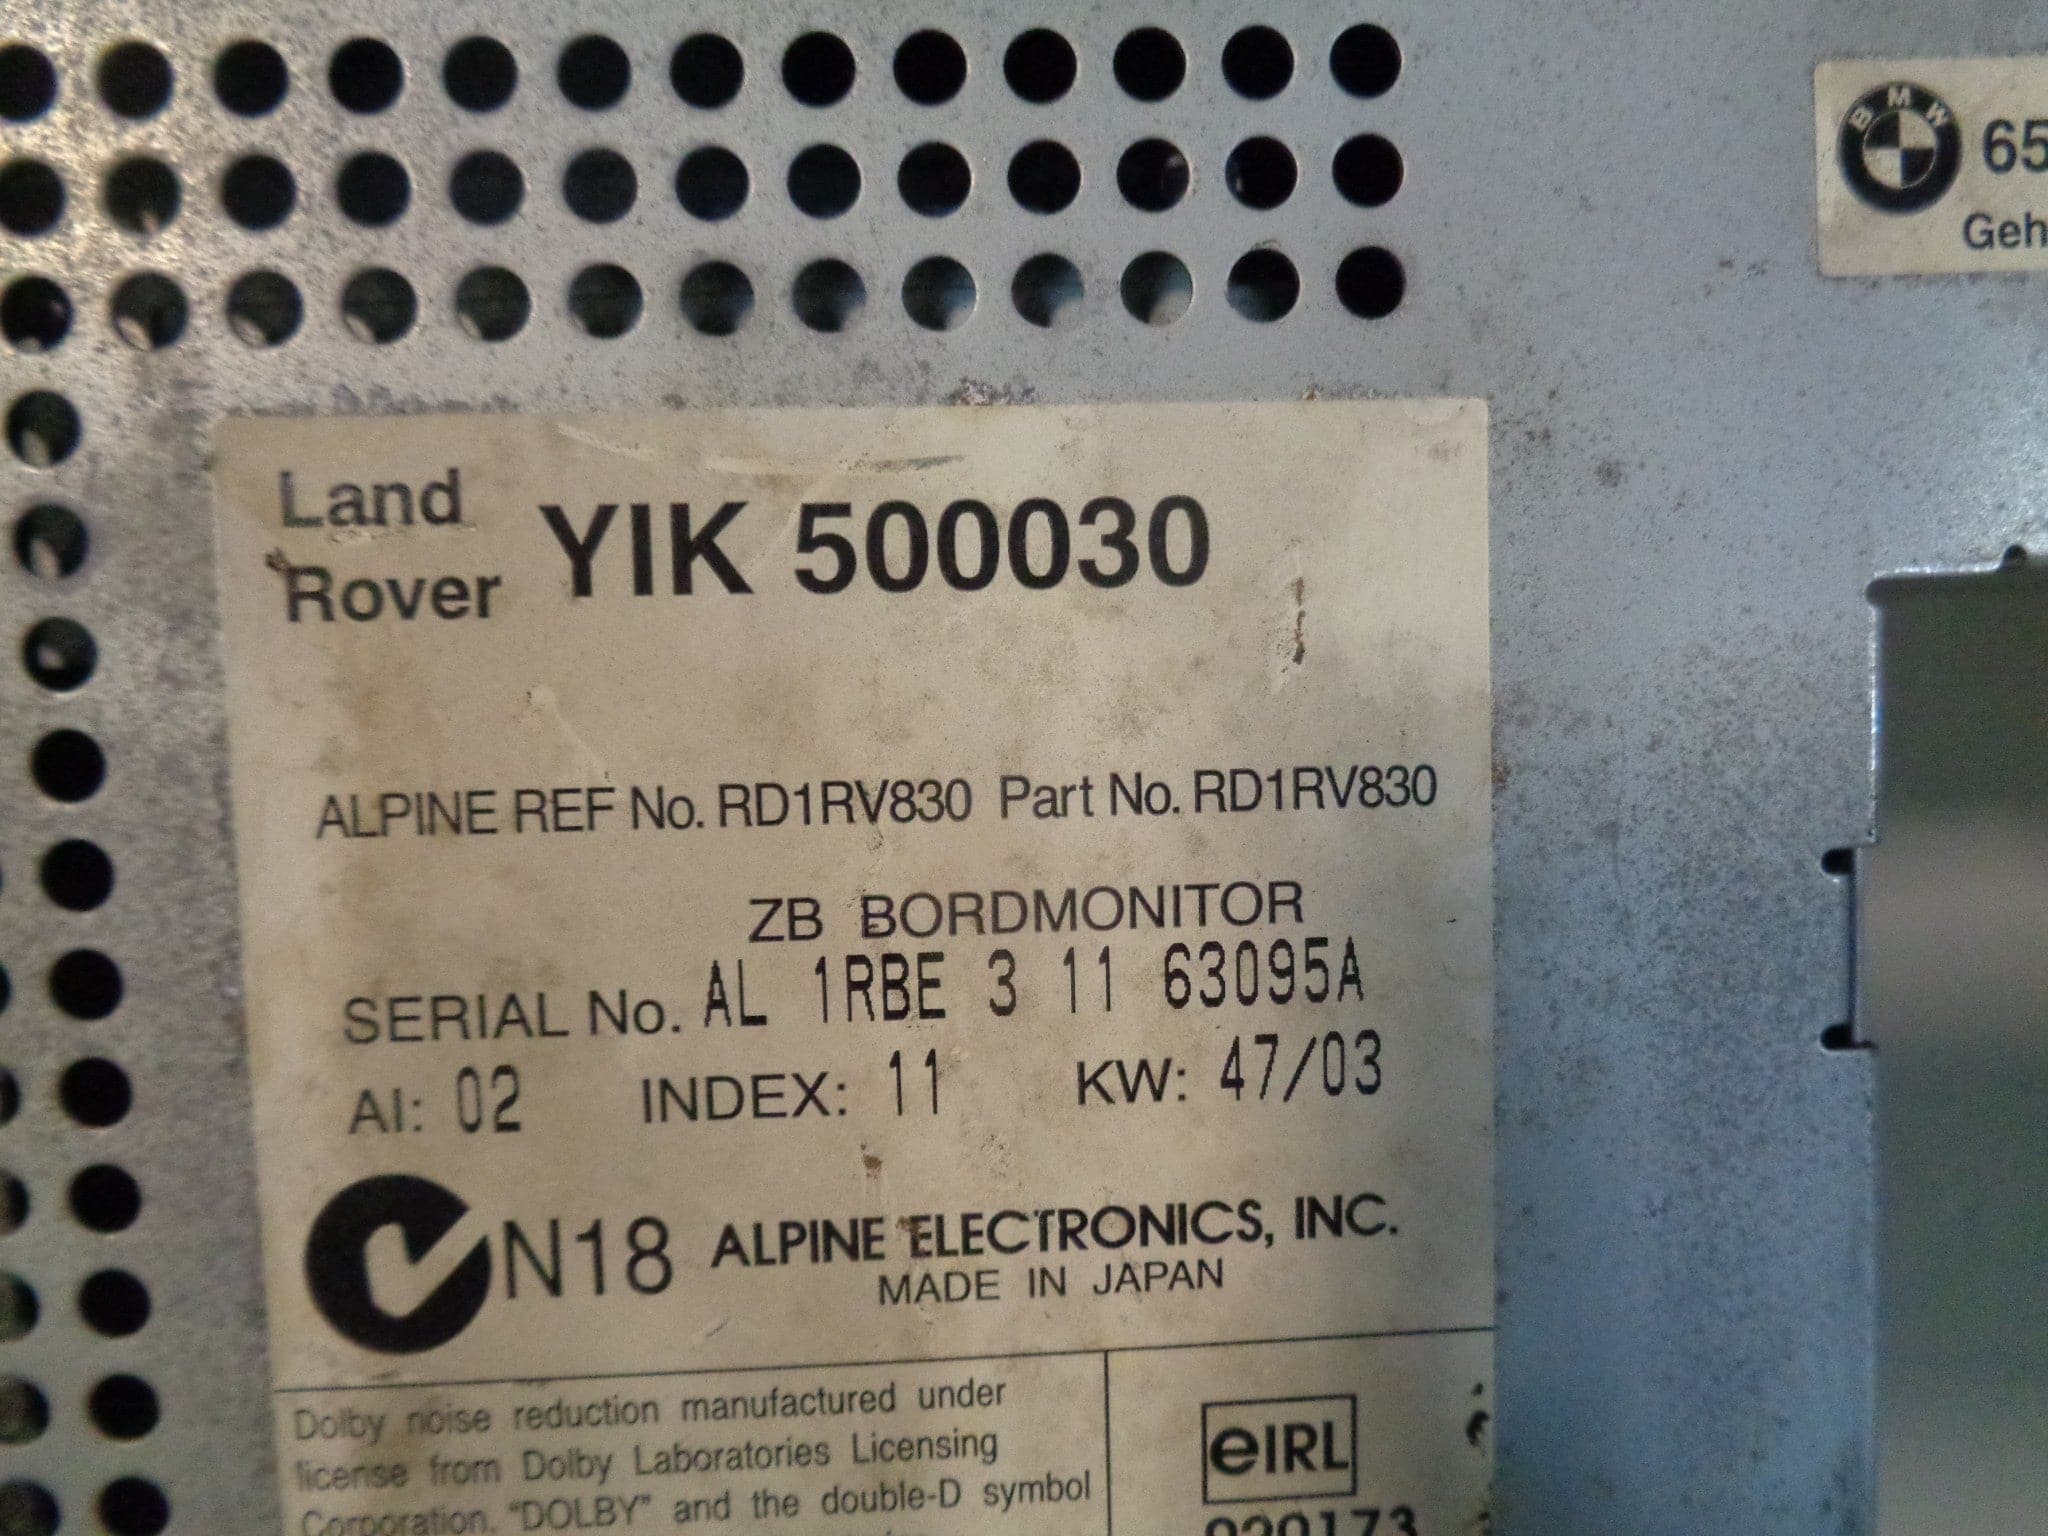 BMW
65
Geh
Land
Rover
YIK 500030
ALPINE REF No. RD1RV830 Part No. RD1RV830
ZB BORDMONITOR
SERIAL No. AL 1RBE 3 11 63095A
AI: 02 INDEX: 11 KW: 47/03
N18 ALPINE ELECTRONICS, INC.
MADE IN JAPAN
Dolby noise reduction manufactured under
license from Dolby Laboratories Licensing
Corporation. "DOLBY" and the double-D symbol
eIRL
020173